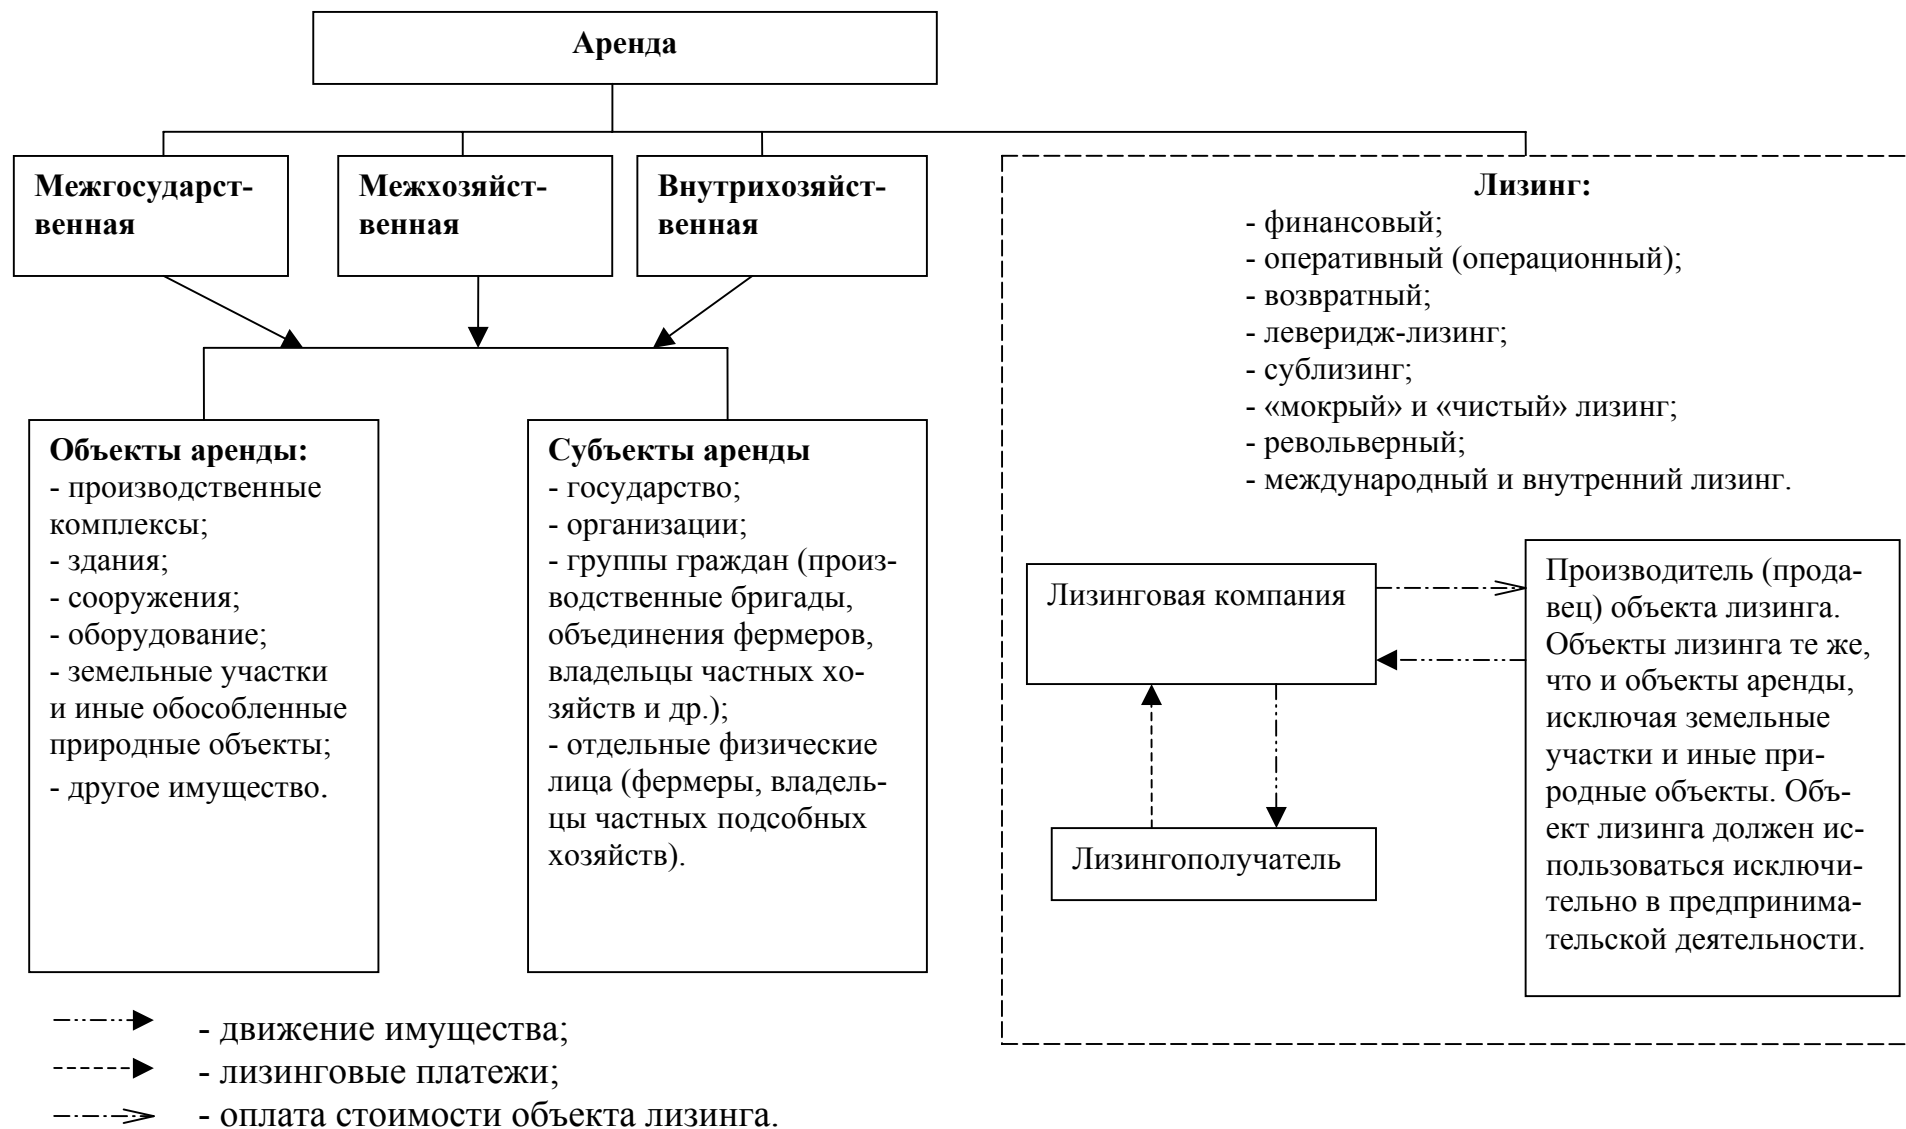 Аренда
Межгосударст-
венная
Межхозяйст-
венная
Внутрихозяйст-
венная
Лизинг:
- финансовый;
- оперативный (операционный);
- возвратный;
- леверидж-лизинг;
- сублизинг;
- «мокрый» и «чистый» лизинг;
- револьверный;
- международный и внутренний лизинг.
Объекты аренды:
- производственные
комплексы;
- здания;
- сооружения;
- оборудование;
- земельные участки
и иные обособленные
природные объекты;
- другое имущество.
Субъекты аренды
- государство;
- организации;
- группы граждан (произ-
водственные бригады,
объединения фермеров,
владельцы частных хо-
зяйств и др.);
- отдельные физические
лица (фермеры, владель-
цы частных подсобных
хозяйств).
Лизинговая компания
Лизингополучатель
Производитель (прода-
вец) объекта лизинга.
Объекты лизинга те же,
что и объекты аренды,
исключая земельные
участки и иные при-
родные объекты. Объ-
ект лизинга должен ис-
пользоваться исключи-
тельно в предпринима-
тельской деятельности.
- движение имущества;
- лизинговые платежи;
- оплата стоимости объекта лизинга.